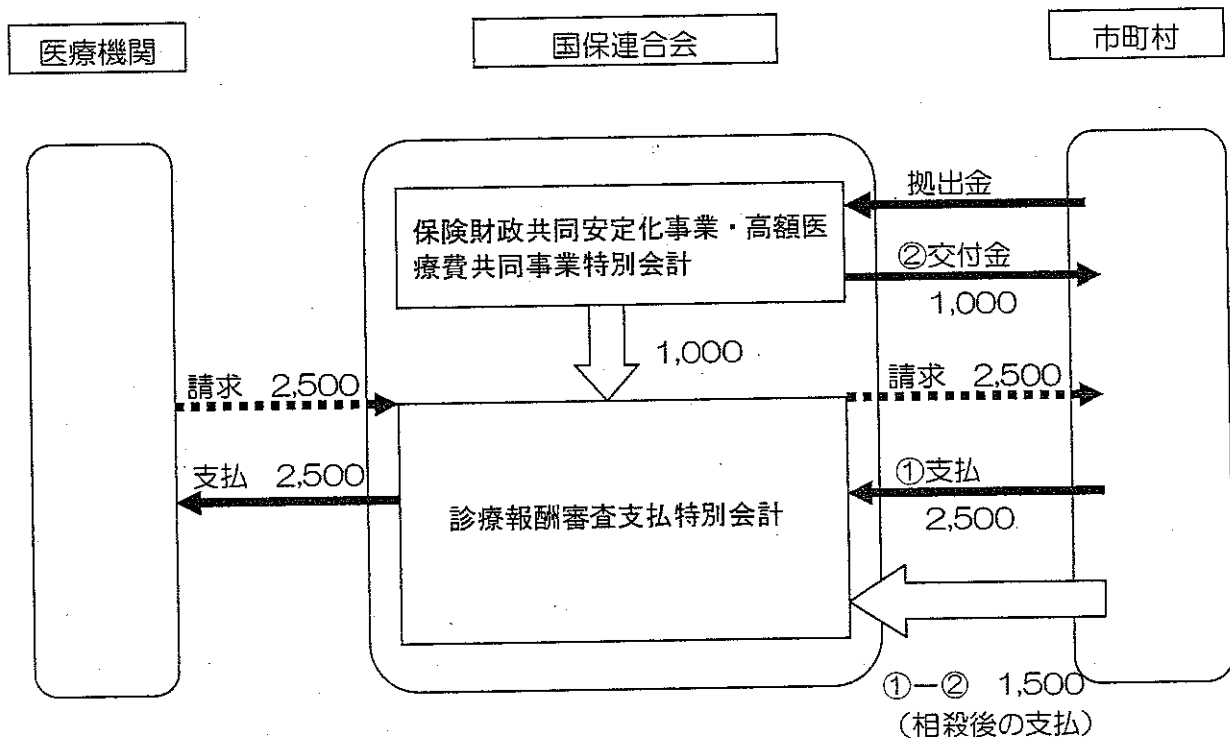 医療機関
国保連合会
市町村
保険財政共同安定化事業・高額医
療費共同事業特別会計
拠出金
②交付金
1,000
1,000
請求 2,500
請求 2,500
支払 2,500
①支払
2,500
診療報酬審査支払特別会計
①－② 1,500
（相殺後の支払）